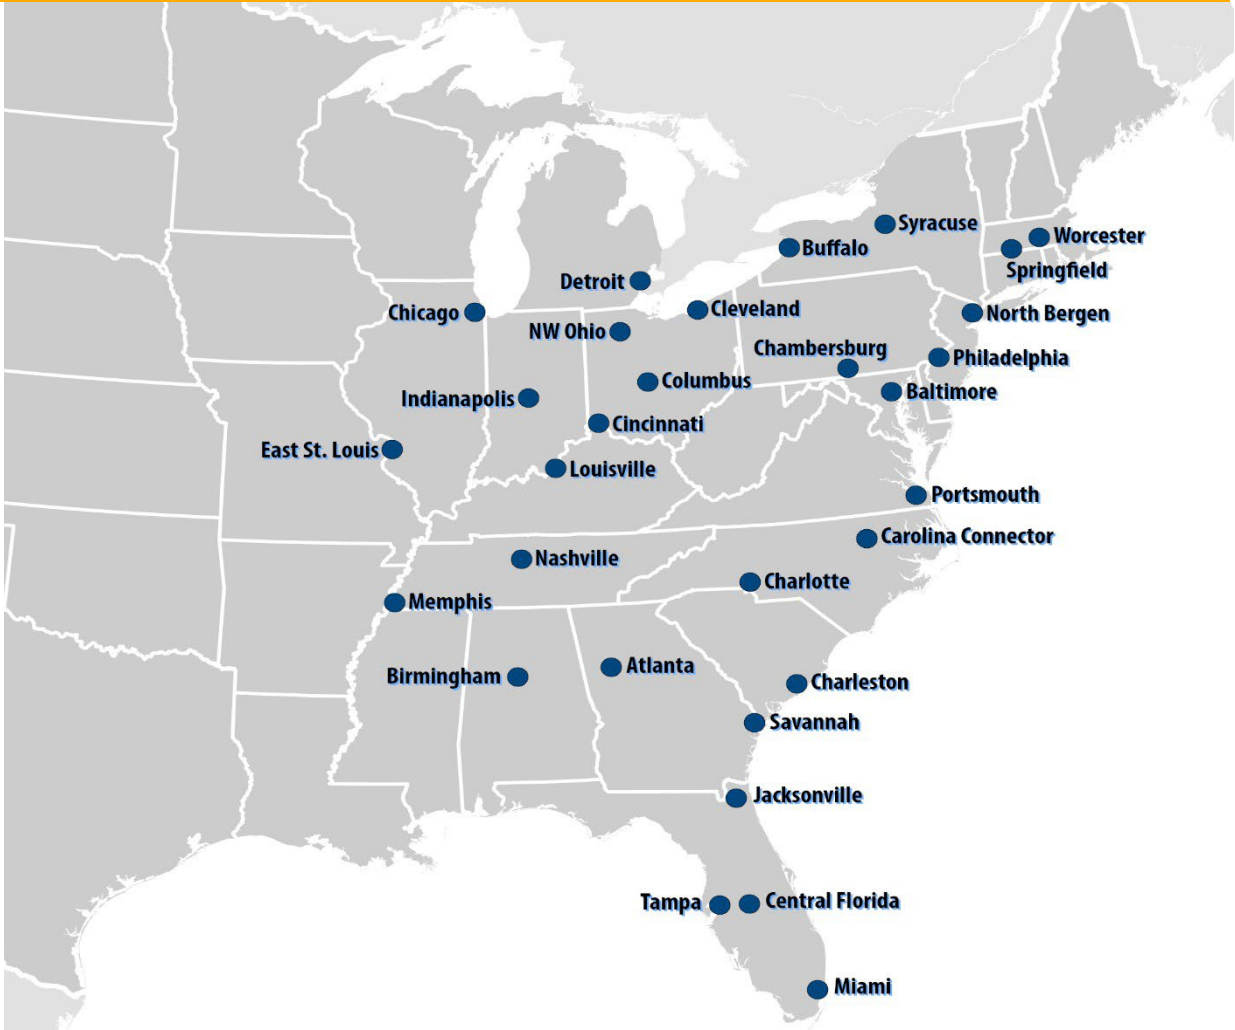 Syracuse
Worcester
Buffalo
Springfield
Detroit
Cleveland
Chicago
North Bergen
NW Ohio
Chambersburg
Philadelphia
Columbus
Baltimore
Indianapolis
Cincinnati
East St. Louis
Louisville
Portsmouth
Carolina Connector
Nashville
Charlotte
Memphis
Atlanta
Birmingham
Charleston
Savannah
Jacksonville
Tampa
Central Florida
Miami